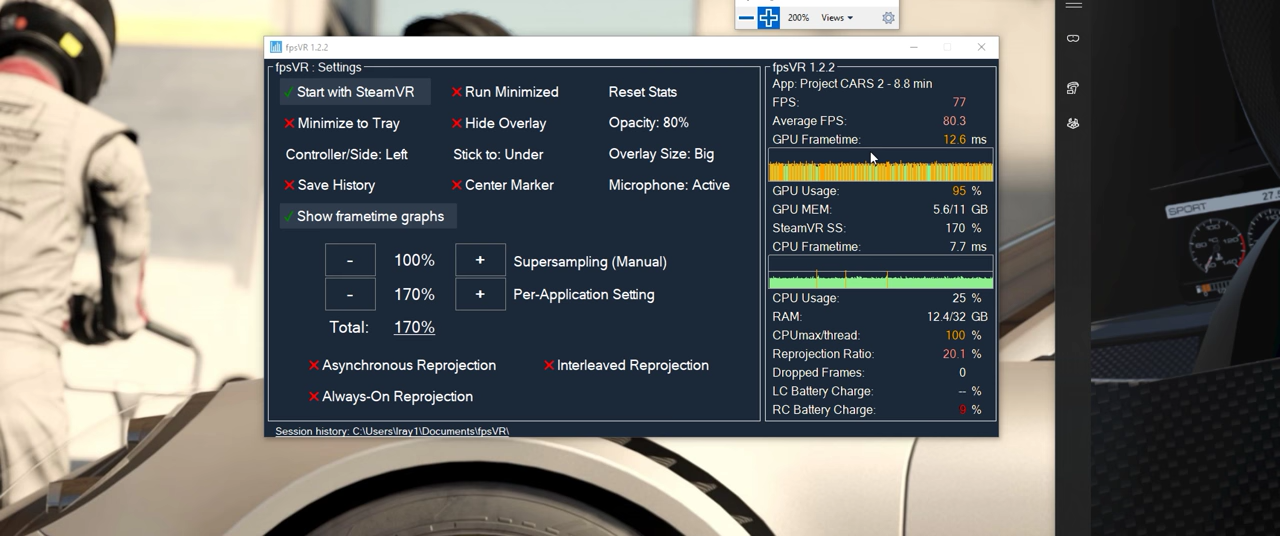 200% Views
fpsVR 1.2.2
fpsVR : Settings
Start with SteamVR Run Minimized Reset Stats
Minimize to Tray Hide Overlay Opacity: 80%
Controller/Side: Left Stick to: Under Overlay Size: Big
Save History Center Marker Microphone: Active
Show frametime graphs
- 100% + Supersampling (Manual)
- 170% + Per-Application Setting
Total: 170%
Asynchronous Reprojection Interleaved Reprojection
Always-On Reprojection
Session history: C:\Users\lray1\Documents\fpsVR\
fpsVR 1.2.2
App: Project CARS 2 - 8.8 min
FPS: 77
Average FPS: 80.3
GPU Frametime: 12.6 ms
GPU Usage: 95 %
GPU MEM: 5.6/11 GB
SteamVR SS: 170 %
CPU Frametime: 7.7 ms
CPU Usage: 25 %
RAM: 12.4/32 GB
CPUmax/thread: 100 %
Reprojection Ratio: 20.1 %
Dropped Frames: 0
LC Battery Charge: -- %
RC Battery Charge: 9 %
SPORT 27.5